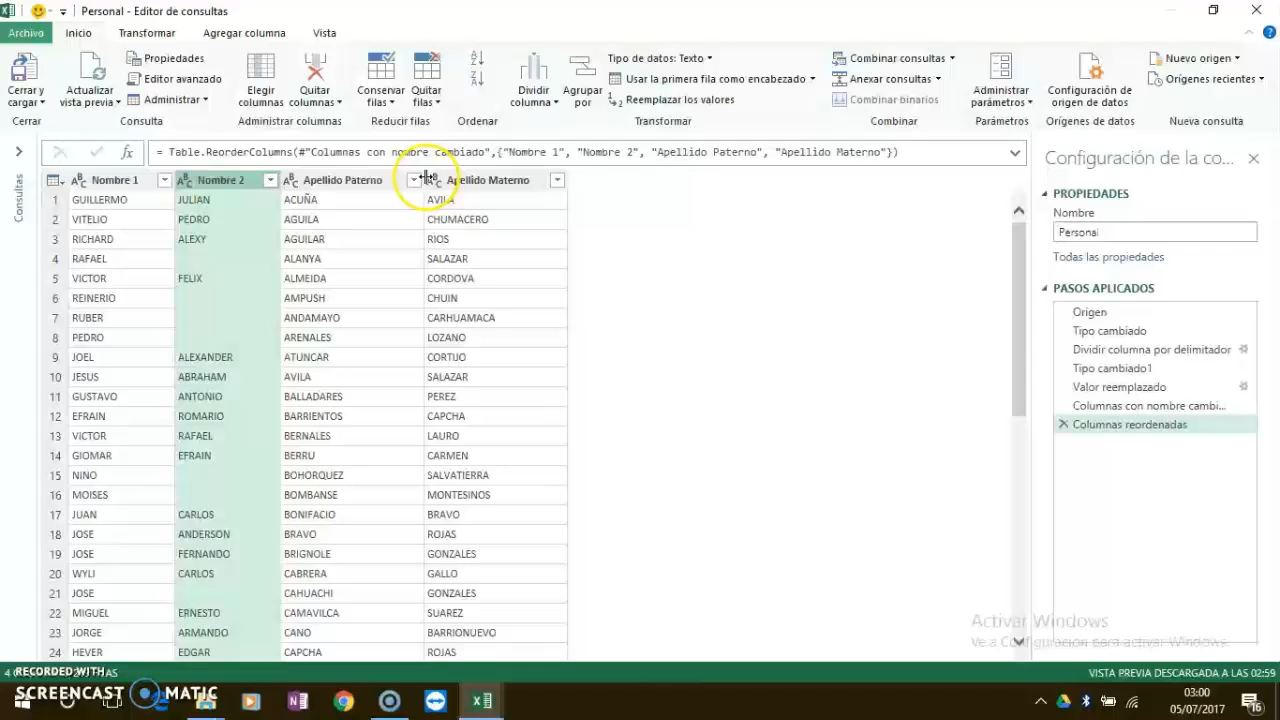 Personal - Editor de consultas
Archivo Inicio Transformar Agregar columna Vista
Cerrar y cargar
Cerrar
Actualizar vista previa
Propiedades
Editor avanzado
Administrar
Consulta
Elegir columnas
Quitar columnas
Administrar columnas
Conservar filas
Quitar filas
Reducir filas
Ordenar
Dividir columna
Agrupar por
Tipo de datos: Texto
Usar la primera fila como encabezado
Reemplazar los valores
Transformar
Combinar consultas
Anexar consultas
Combinar binarios
Combinar
Administrar parámetros
Parámetros
Configuración de origen de datos
Orígenes de datos
Nuevo origen
Orígenes recientes
Nueva consulta
fx = Table.ReorderColumns(#"Columnas con nombre cambiado",{"Nombre 1", "Nombre 2", "Apellido Paterno", "Apellido Materno"})
Consultas
Nombre 1 Nombre 2 Apellido Paterno Apellido Materno
1 GUILLERMO JULIAN ACUÑA AVILA
2 VITELIO PEDRO AGUILA CHUMACERO
3 RICHARD ALEXY AGUILAR RIOS
4 RAFAEL ALANYA SALAZAR
5 VICTOR FELIX ALMEIDA CORDOVA
6 REINERIO AMPUSH CHUIN
7 RUBER ANDAMAYO CARHUAMACA
8 PEDRO ARENALES LOZANO
9 JOEL ALEXANDER ATUNCAR CORTIJO
10 JESUS ABRAHAM AVILA SALAZAR
11 GUSTAVO ANTONIO BALLADARES PEREZ
12 EFRAIN ROMARIO BARRIENTOS CAPCHA
13 VICTOR RAFAEL BERNALES LAURO
14 GIOMAR EFRAIN BERRU CARMEN
15 NINO BOHORQUEZ SALVATIERRA
16 MOISES BOMBANSE MONTESINOS
17 JUAN CARLOS BONIFACIO BRAVO
18 JOSE ANDERSON BRAVO ROJAS
19 JOSE FERNANDO BRIGNOLE GONZALES
20 WYLI CARLOS CABRERA GALLO
21 JOSE CAHUACHI GONZALES
22 MIGUEL ERNESTO CAMAVILCA SUAREZ
23 JORGE ARMANDO CANO BARRIONUEVO
24 HEVER EDGAR CAPCHA ROJAS
Configuración de la co...
PROPIEDADES
Nombre
Personal
Todas las propiedades
PASOS APLICADOS
Origen
Tipo cambiado
Dividir columna por delimitador
Tipo cambiado1
Valor reemplazado
Columnas con nombre cambi...
Columnas reordenadas
Activar Windows
Ve a Configuración para activar Windows.
VISTA PREVIA DESCARGADA A LAS 02:59
RECORDED WITH
SCREENCAST MATIC
03:00
05/07/2017
16